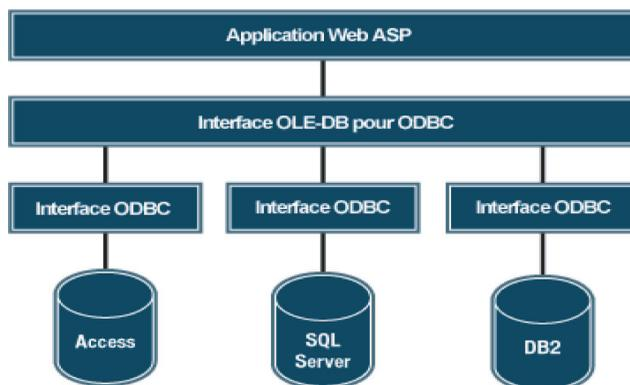 Application Web ASP
Interface OLE-DB pour ODBC
Interface ODBC
Interface ODBC
Interface ODBC
Access
SQL
Server
DB2